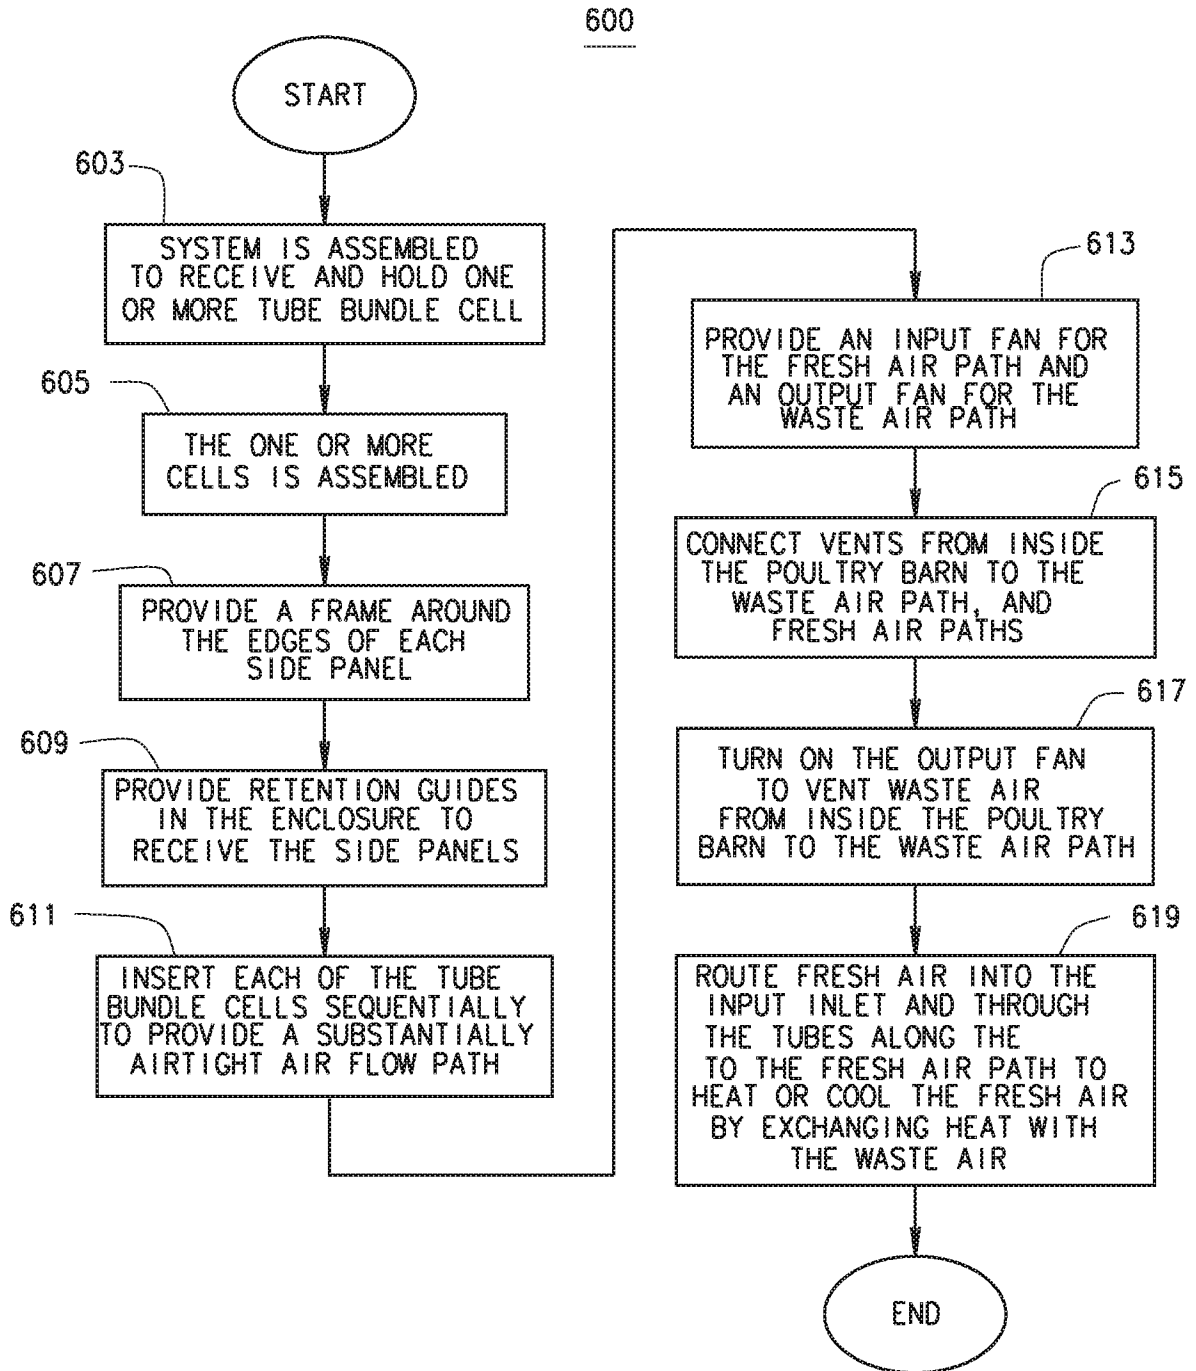 600
START
603
SYSTEM IS ASSEMBLED
TO RECEIVE AND HOLD ONE
OR MORE TUBE BUNDLE CELL
605
THE ONE OR MORE
CELLS IS ASSEMBLED
607
PROVIDE A FRAME AROUND
THE EDGES OF EACH
SIDE PANEL
609
PROVIDE RETENTION GUIDES
IN THE ENCLOSURE TO
RECEIVE THE SIDE PANELS
611
INSERT EACH OF THE TUBE
BUNDLE CELLS SEQUENTIALLY
TO PROVIDE A SUBSTANTIALLY
AIRTIGHT AIR FLOW PATH
613
PROVIDE AN INPUT FAN FOR
THE FRESH AIR PATH AND
AN OUTPUT FAN FOR THE
WASTE AIR PATH
615
CONNECT VENTS FROM INSIDE
THE POULTRY BARN TO THE
WASTE AIR PATH, AND
FRESH AIR PATHS
617
TURN ON THE OUTPUT FAN
TO VENT WASTE AIR
FROM INSIDE THE POULTRY
BARN TO THE WASTE AIR PATH
619
ROUTE FRESH AIR INTO THE
INPUT INLET AND THROUGH
THE TUBES ALONG THE
TO THE FRESH AIR PATH TO
HEAT OR COOL THE FRESH AIR
BY EXCHANGING HEAT WITH
THE WASTE AIR
END